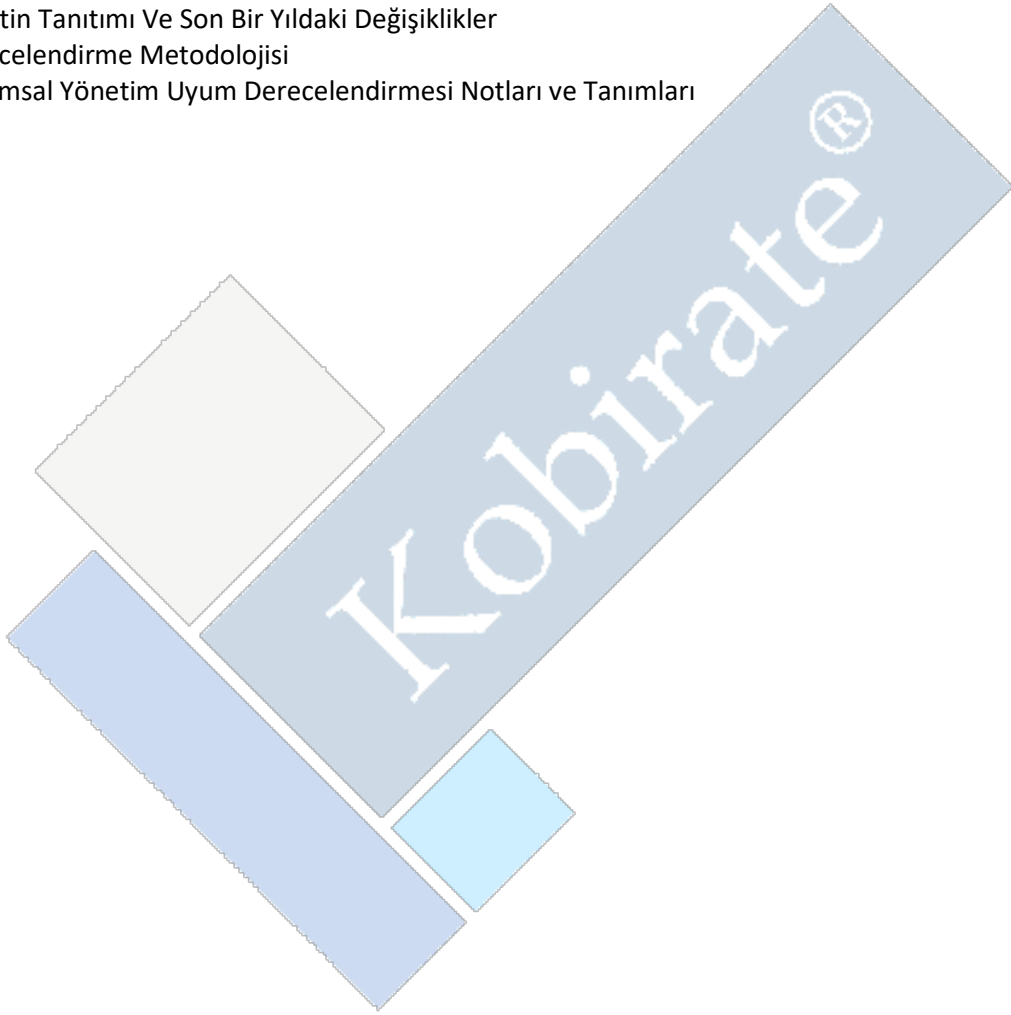 tin Tanıtımı Ve Son Bir Yıldaki Değişiklikler
celendirme Metodolojisi
msal Yönetim Uyum Derecelendirmesi Notları ve Tanımları
Kobirate®